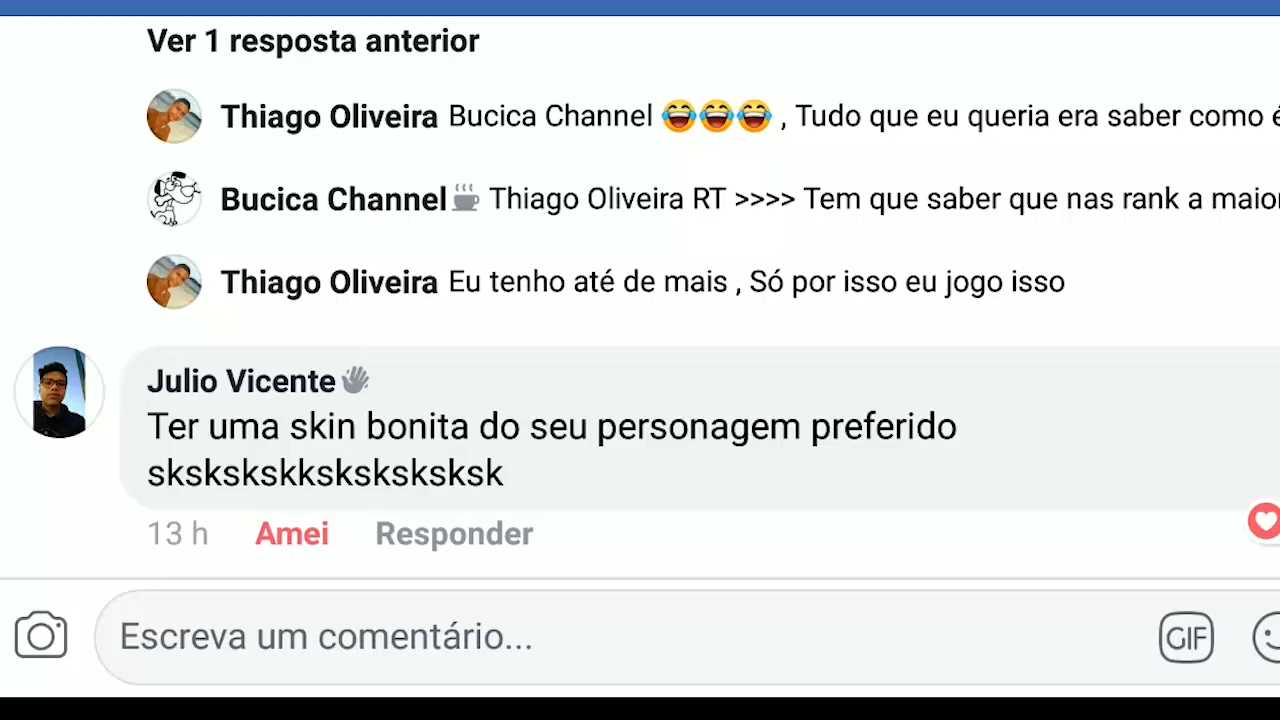 Ver 1 resposta anterior
Thiago Oliveira Bucica Channel 😂😂😂 , Tudo que eu queria era saber como é
Bucica Channel Thiago Oliveira RT >>>> Tem que saber que nas rank a maior
Thiago Oliveira Eu tenho até de mais , Só por isso eu jogo isso
Julio Vicente
Ter uma skin bonita do seu personagem preferido
skskskskksksksksksk
13 h Amei Responder
Escreva um comentário...
GIF